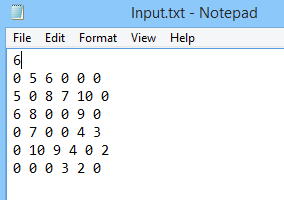 Input.txt - Notepad
File Edit Format View Help
6
0 5 6 0 0 0
5 0 8 7 10 0
6 8 0 0 9 0
0 7 0 0 4 3
0 10 9 4 0 2
0 0 0 3 2 0